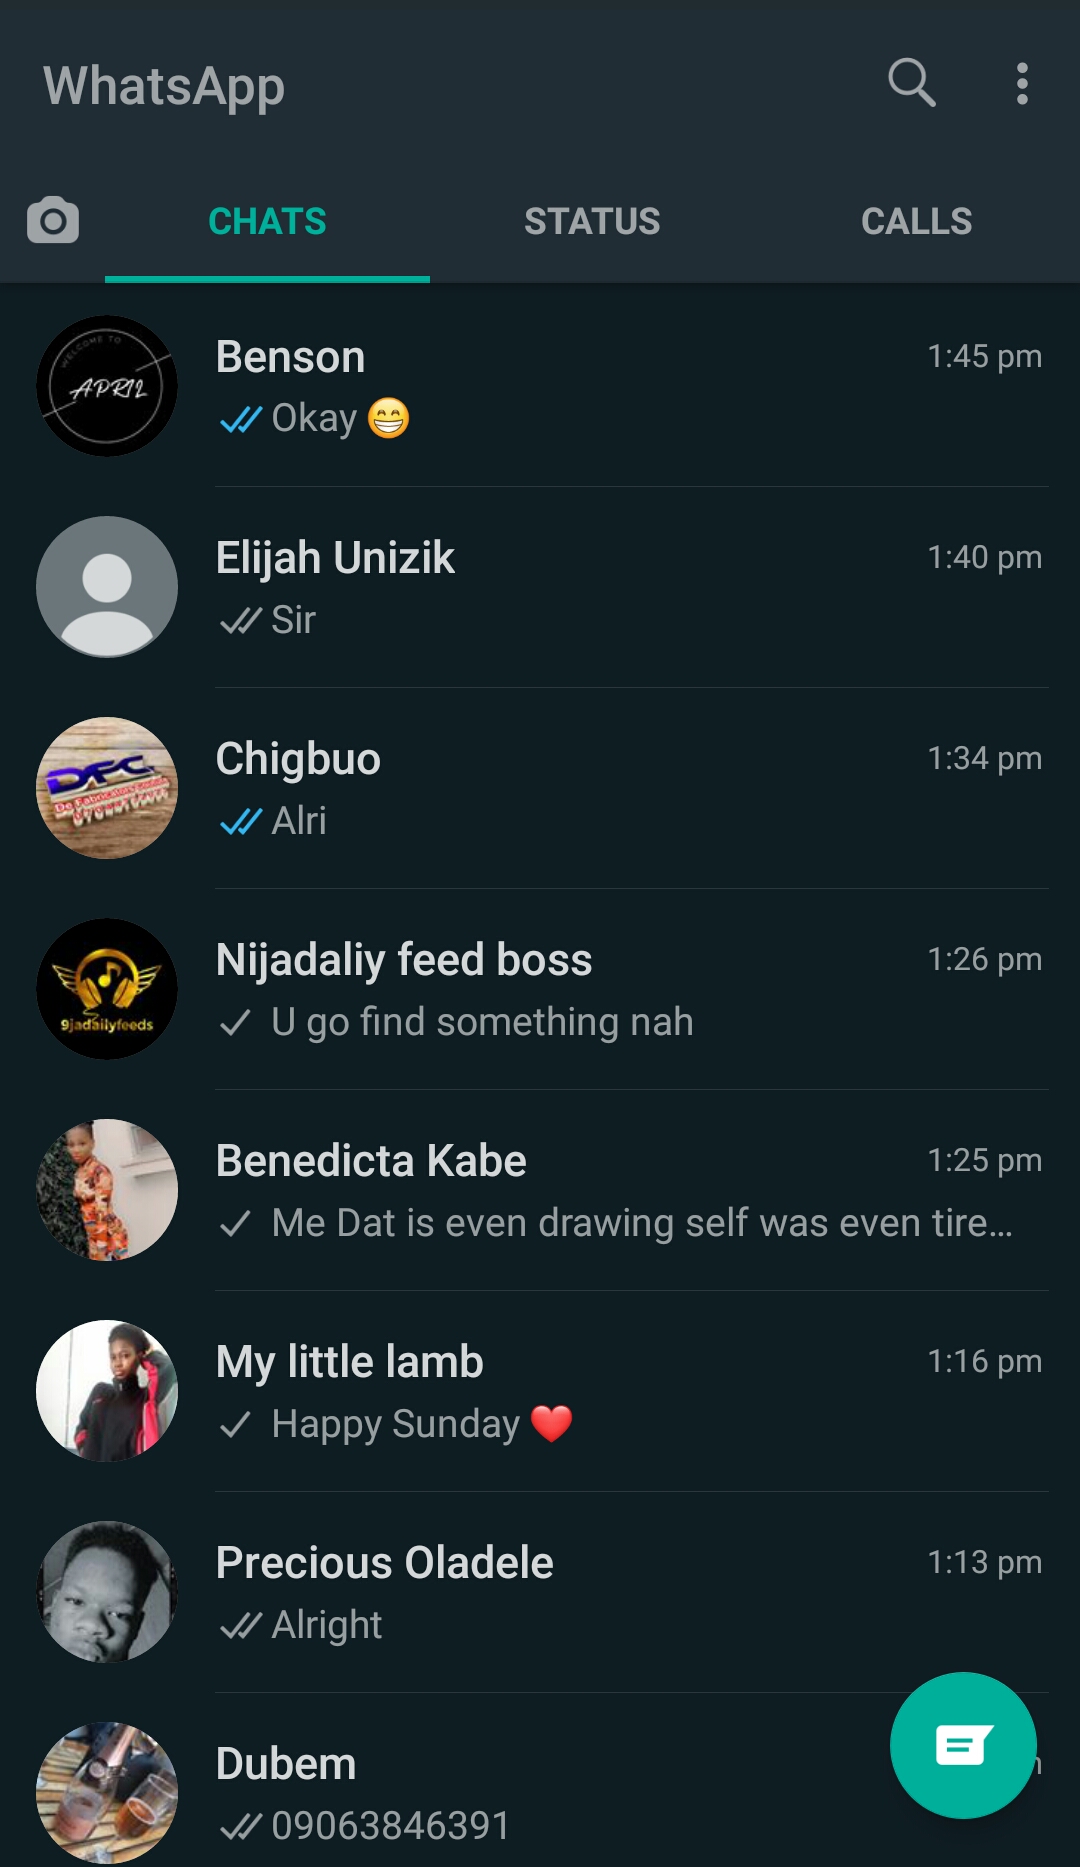 WhatsApp
CHATS
STATUS
CALLS
WELCOME TO
APRIL
Benson
1:45 pm
Okay 😁
Elijah Unizik
1:40 pm
Sir
DFC
De Fabricators
Chigbuo
1:34 pm
Alri
9jadailyfeeds
Nijadaliy feed boss
1:26 pm
U go find something nah
Benedicta Kabe
1:25 pm
Me Dat is even drawing self was even tire...
My little lamb
1:16 pm
Happy Sunday ❤️
Precious Oladele
1:13 pm
Alright
Dubem
09063846391